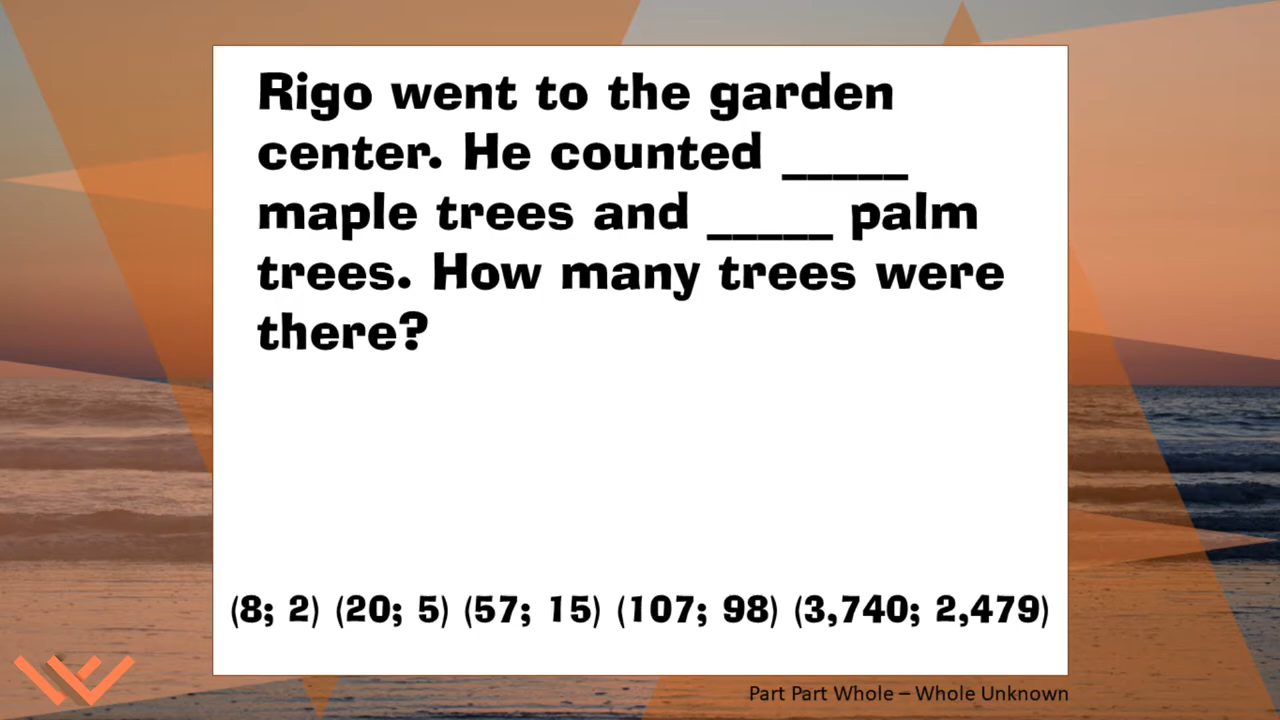 Rigo went to the garden
center. He counted _____
maple trees and _____ palm
trees. How many trees were
there?
(8; 2) (20; 5) (57; 15) (107; 98) (3,740; 2,479)
Part Part Whole – Whole Unknown